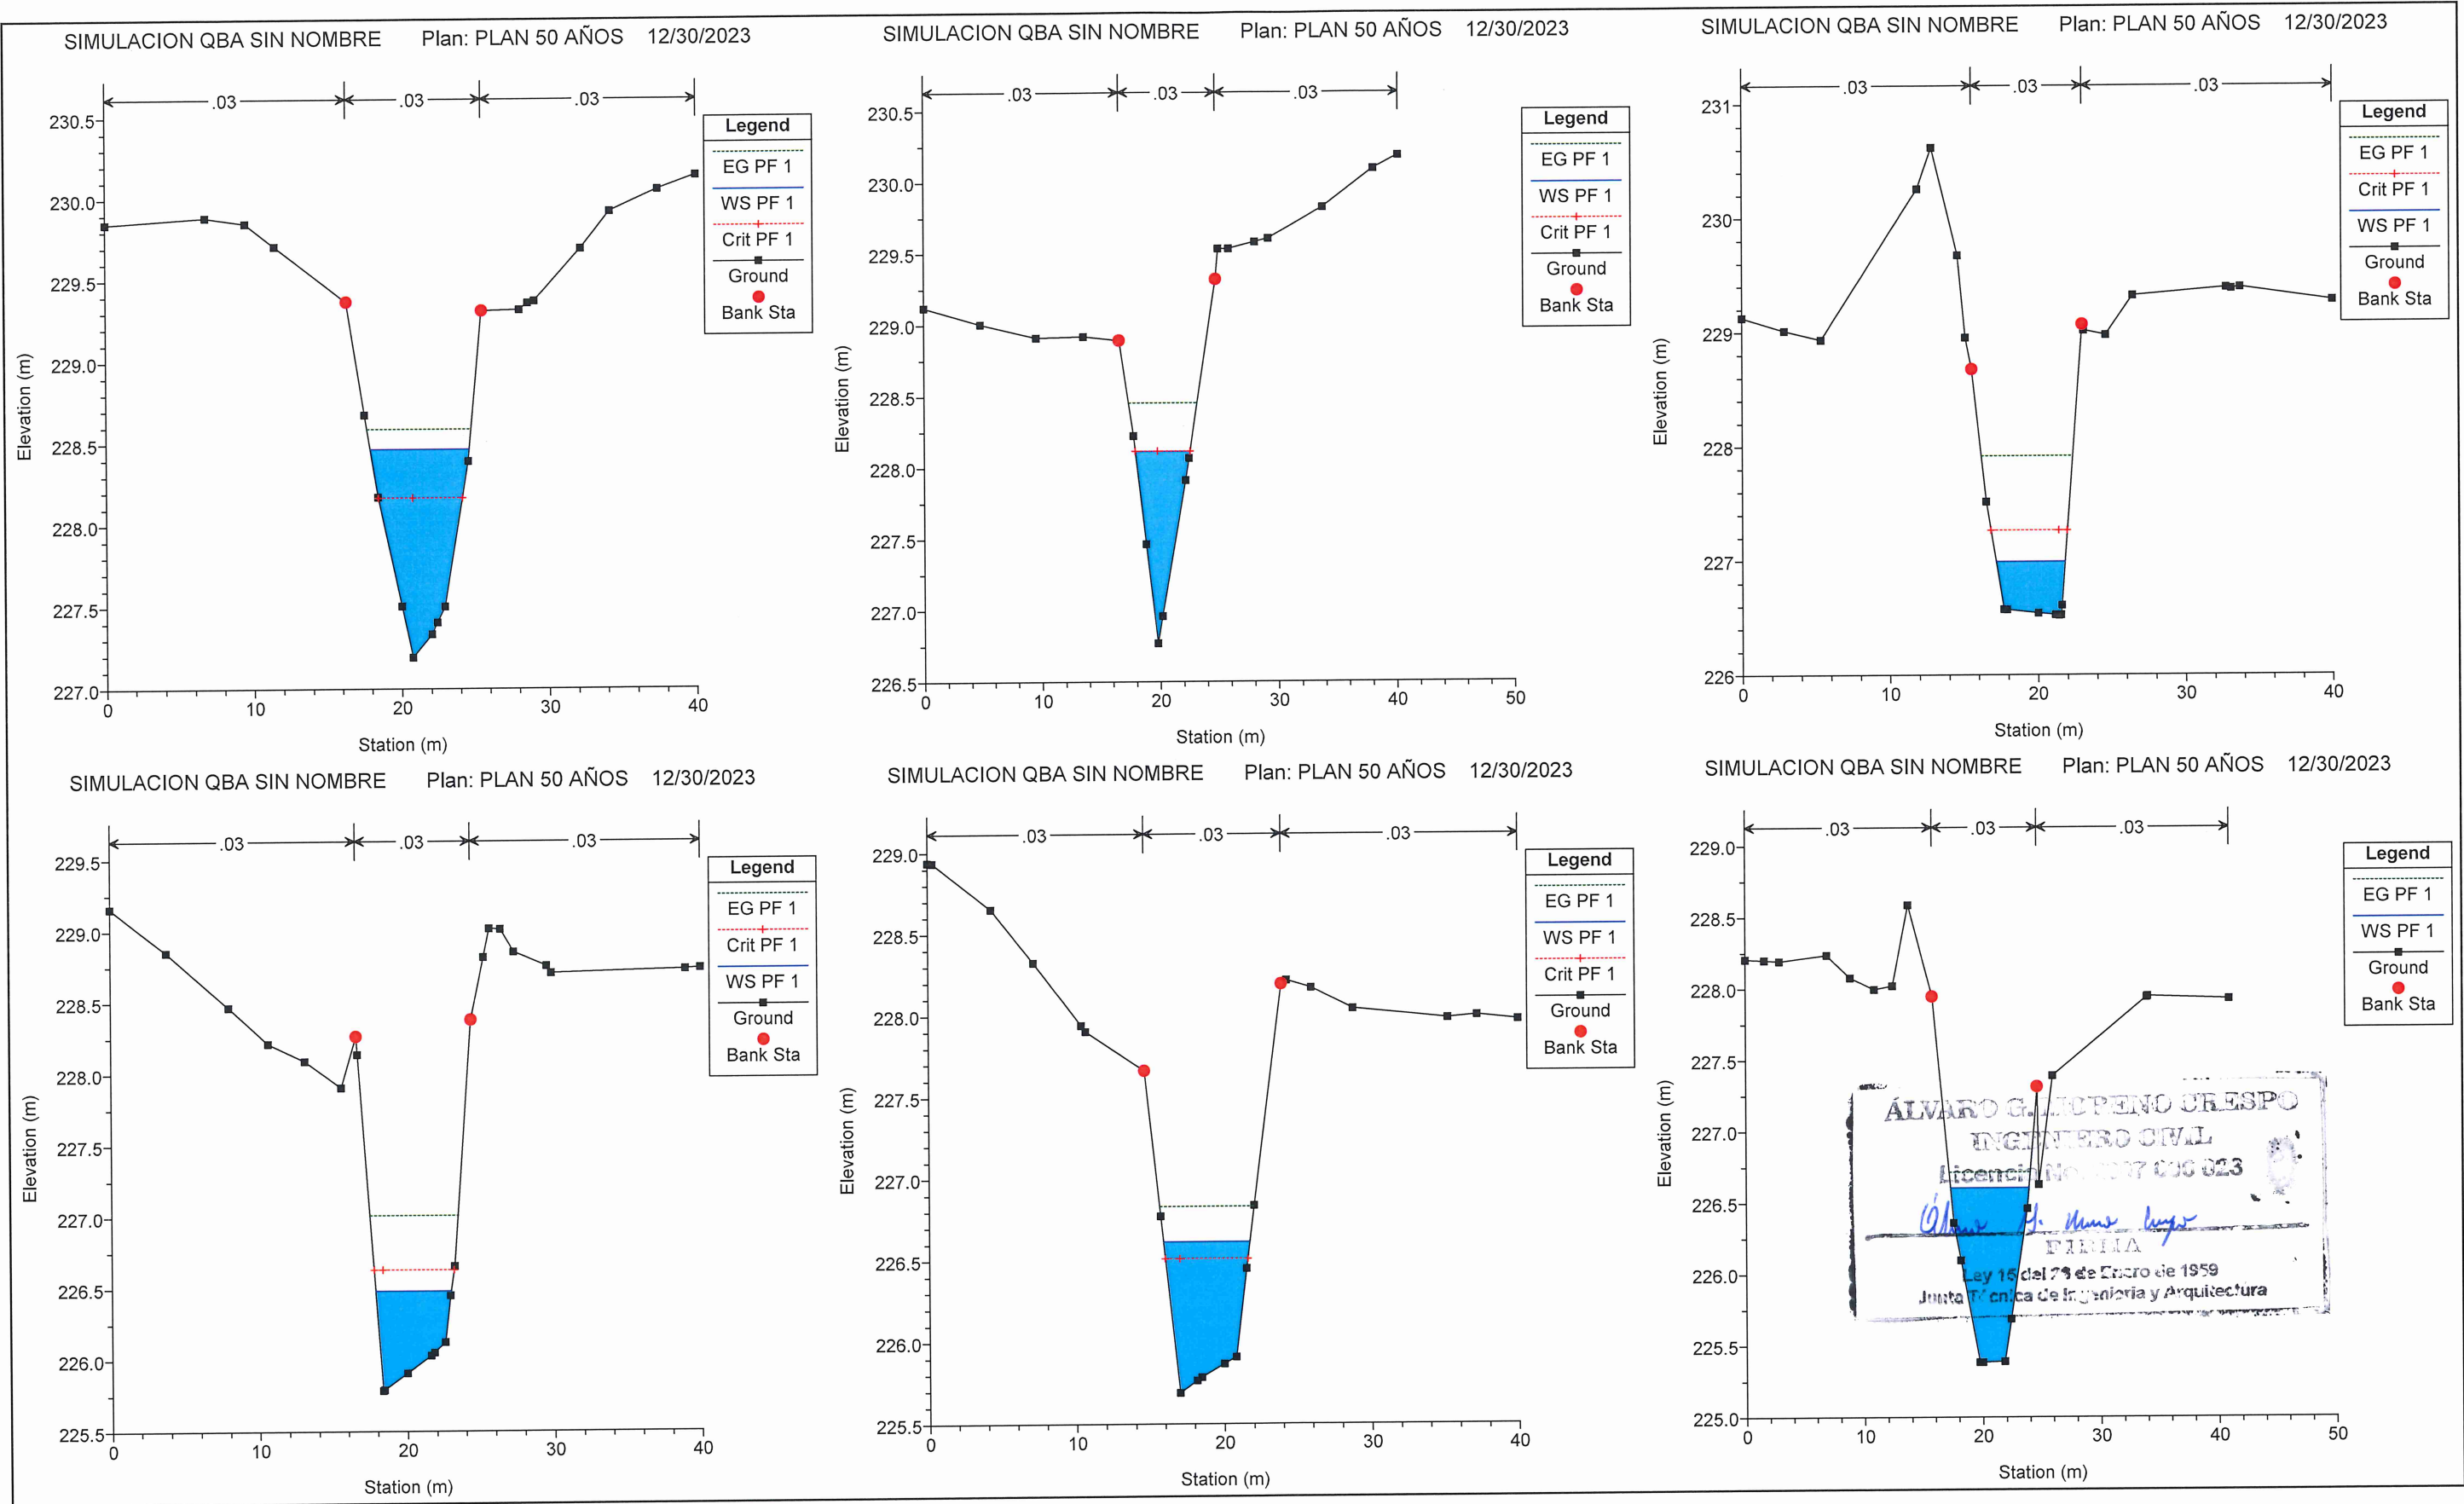 SIMULACION QBA SIN NOMBRE Plan: PLAN 50 AÑOS 12/30/2023
.03 .03 .03
Legend
EG PF 1
WS PF 1
Crit PF 1
Ground
Bank Sta
Elevation (m)
230.5
230.0
229.5
229.0
228.5
228.0
227.5
227.0
0 10 20 30 40
Station (m)
SIMULACION QBA SIN NOMBRE Plan: PLAN 50 AÑOS 12/30/2023
.03 .03 .03
Legend
EG PF 1
WS PF 1
Crit PF 1
Ground
Bank Sta
Elevation (m)
230.5
230.0
229.5
229.0
228.5
228.0
227.5
227.0
226.5
0 10 20 30 40 50
Station (m)
SIMULACION QBA SIN NOMBRE Plan: PLAN 50 AÑOS 12/30/2023
.03 .03 .03
Legend
EG PF 1
Crit PF 1
WS PF 1
Ground
Bank Sta
Elevation (m)
231
230
229
228
227
226
0 10 20 30 40
Station (m)
SIMULACION QBA SIN NOMBRE Plan: PLAN 50 AÑOS 12/30/2023
.03 .03 .03
Legend
EG PF 1
Crit PF 1
WS PF 1
Ground
Bank Sta
Elevation (m)
229.5
229.0
228.5
228.0
227.5
227.0
226.5
226.0
225.5
0 10 20 30 40
Station (m)
SIMULACION QBA SIN NOMBRE Plan: PLAN 50 AÑOS 12/30/2023
.03 .03 .03
Legend
EG PF 1
WS PF 1
Crit PF 1
Ground
Bank Sta
Elevation (m)
229.0
228.5
228.0
227.5
227.0
226.5
226.0
225.5
0 10 20 30 40
Station (m)
SIMULACION QBA SIN NOMBRE Plan: PLAN 50 AÑOS 12/30/2023
.03 .03 .03
Legend
EG PF 1
WS PF 1
Ground
Bank Sta
Elevation (m)
229.0
228.5
228.0
227.5
227.0
226.5
226.0
225.5
225.0
0 10 20 30 40 50
Station (m)
ÁLVARO G. MORENO CRESPO
INGENIERO CIVIL
Licencia No. 023
FIRMA
Ley 15 del 26 de Enero de 1959
Junta Técnica de Ingeniería y Arquitectura